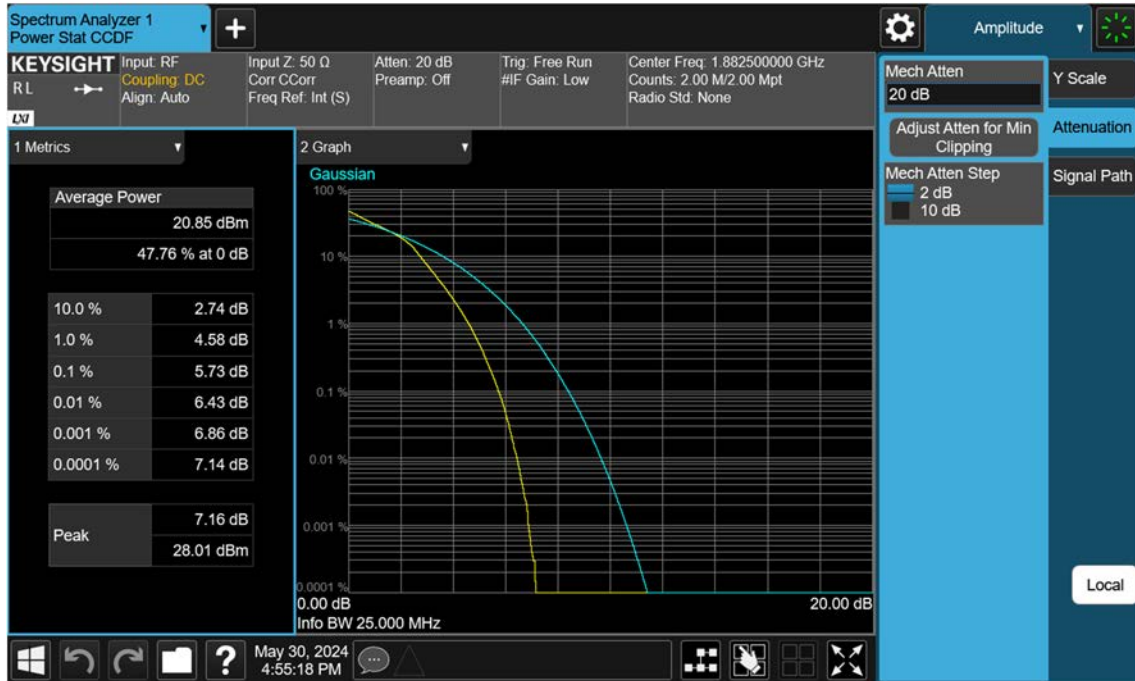 Spectrum Analyzer 1
Power Stat CCDF
+
Amplitude
KEYSIGHT
R L
LXI
Input: RF
Coupling: DC
Align: Auto
Input Z: 50 Ω
Corr CCorr
Freq Ref: Int (S)
Atten: 20 dB
Preamp: Off
Trig: Free Run
#IF Gain: Low
Center Freq: 1.882500000 GHz
Counts: 2.00 M/2.00 Mpt
Radio Std: None
Mech Atten
20 dB
Adjust Atten for Min
Clipping
Mech Atten Step
2 dB
10 dB
Y Scale
Attenuation
Signal Path
1 Metrics
Average Power
20.85 dBm
47.76 % at 0 dB
10.0 % 2.74 dB
1.0 % 4.58 dB
0.1 % 5.73 dB
0.01 % 6.43 dB
0.001 % 6.86 dB
0.0001 % 7.14 dB
Peak
7.16 dB
28.01 dBm
2 Graph
Gaussian
100 %
10 %
1 %
0.1 %
0.01 %
0.001 %
0.0001 %
0.00 dB 20.00 dB
Info BW 25.000 MHz
Local
?
May 30, 2024
4:55:18 PM